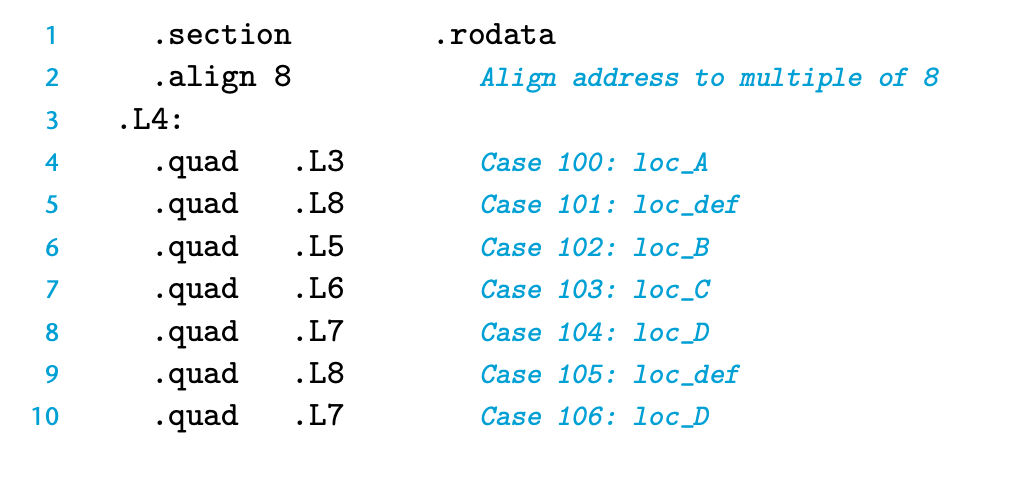 1 .section .rodata
2 .align 8 Align address to multiple of 8
3 .L4:
4 .quad .L3 Case 100: loc_A
5 .quad .L8 Case 101: loc_def
6 .quad .L5 Case 102: loc_B
7 .quad .L6 Case 103: loc_C
8 .quad .L7 Case 104: loc_D
9 .quad .L8 Case 105: loc_def
10 .quad .L7 Case 106: loc_D